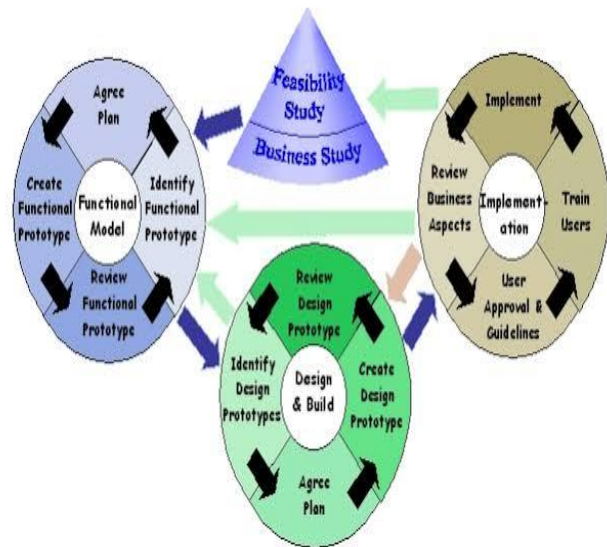 Feasibility
Study
Business Study
Agree
Plan
Create
Functional
Prototype
Functional
Model
Identify
Functional
Prototype
Review
Functional
Prototype
Implement
Review
Business
Aspects
Implement-
ation
Train
Users
User
Approval &
Guidelines
Review
Design
Prototype
Identify
Design
Prototypes
Design
& Build
Create
Design
Prototype
Agree
Plan